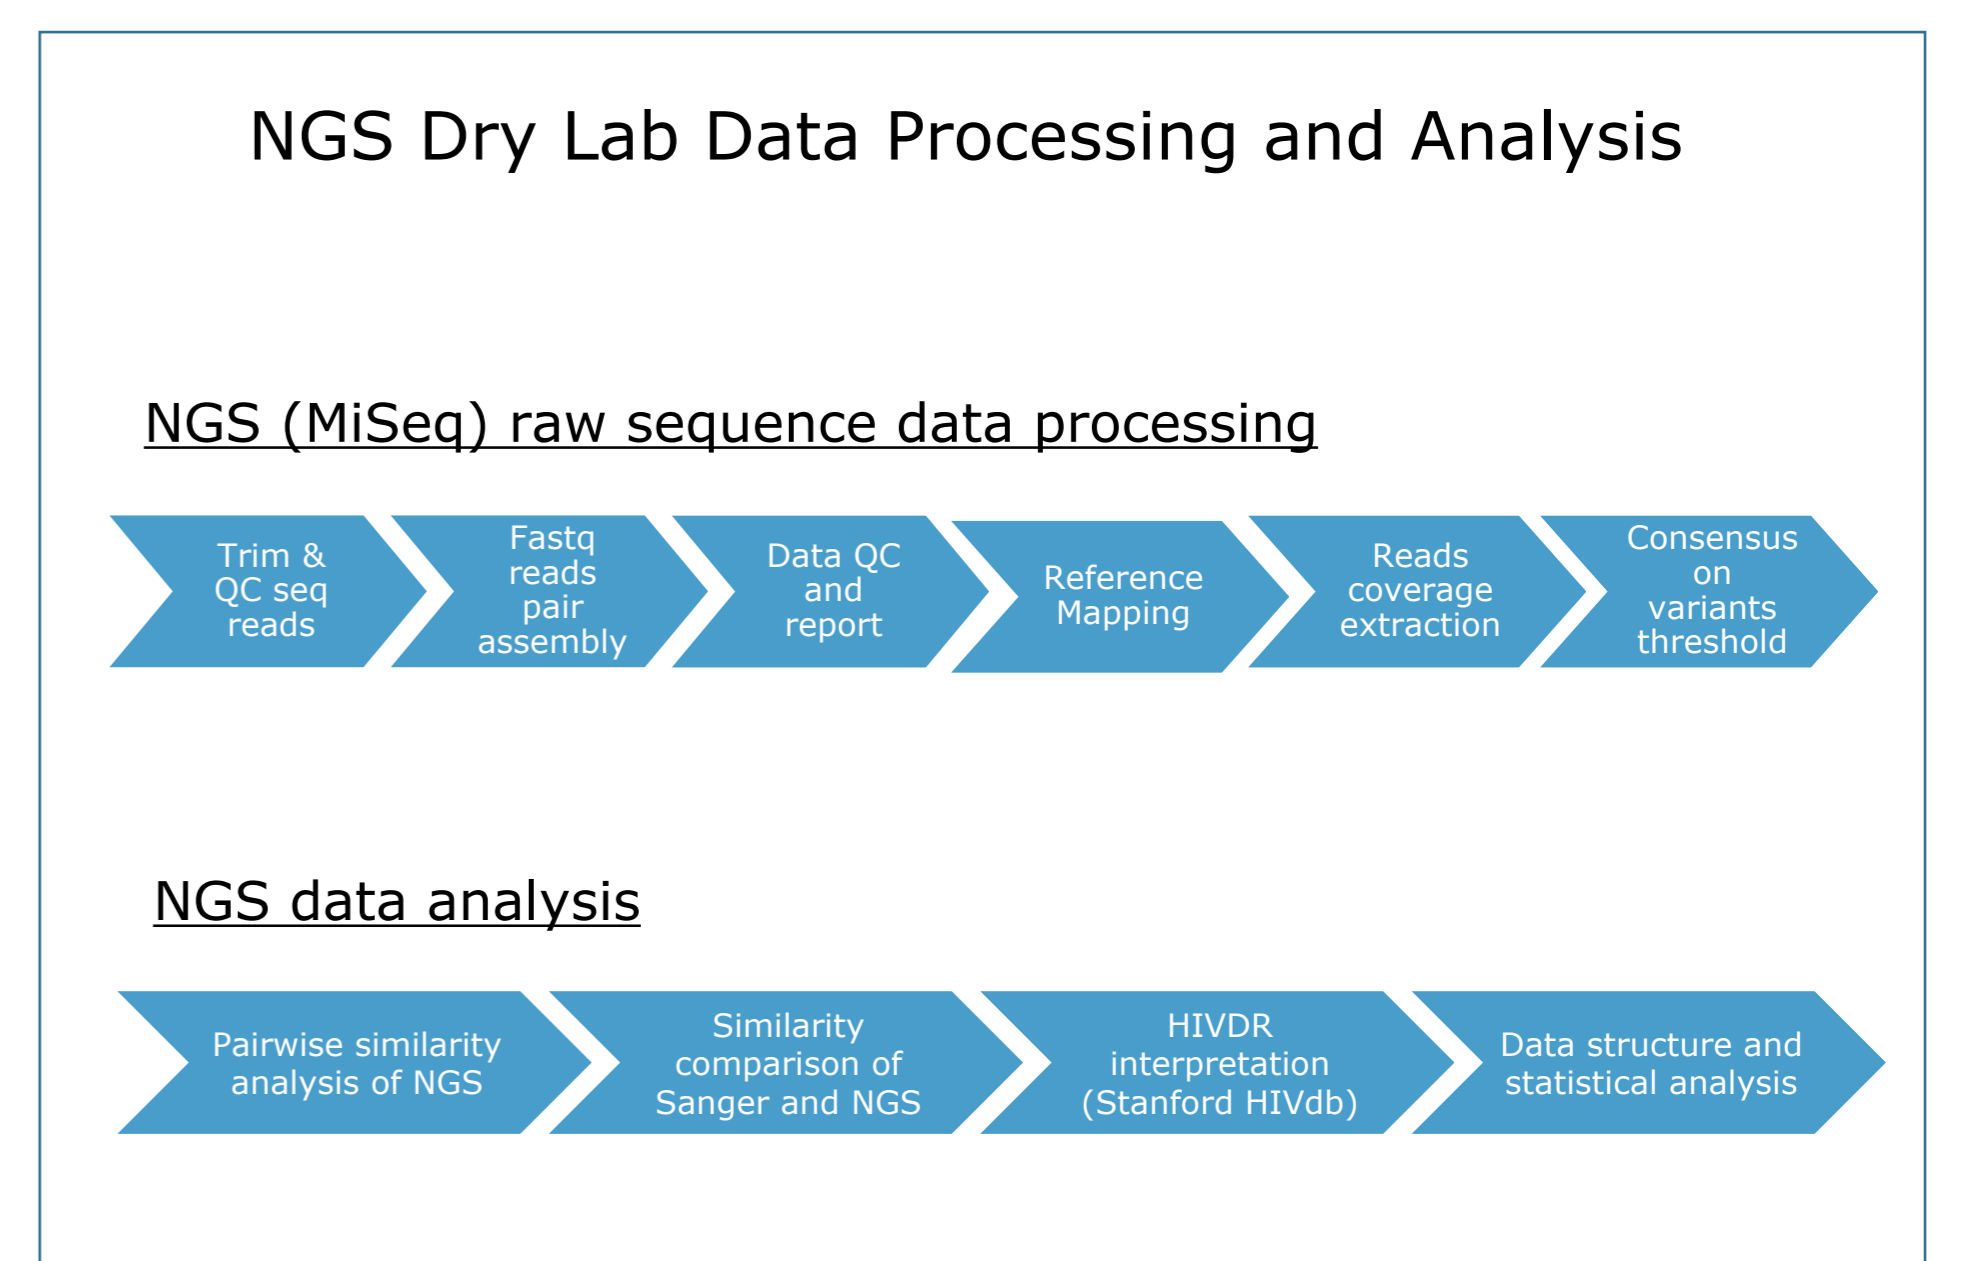 NGS Dry Lab Data Processing and Analysis
NGS (MiSeq) raw sequence data processing
Trim &
QC seq
reads
Fastq
reads
pair
assembly
Data QC
and
report
Reference
Mapping
Reads
coverage
extraction
Consensus
on
variants
threshold
NGS data analysis
Pairwise similarity
analysis of NGS
Similarity
comparison of
Sanger and NGS
HIVDR
interpretation
(Stanford HIVdb)
Data structure and
statistical analysis